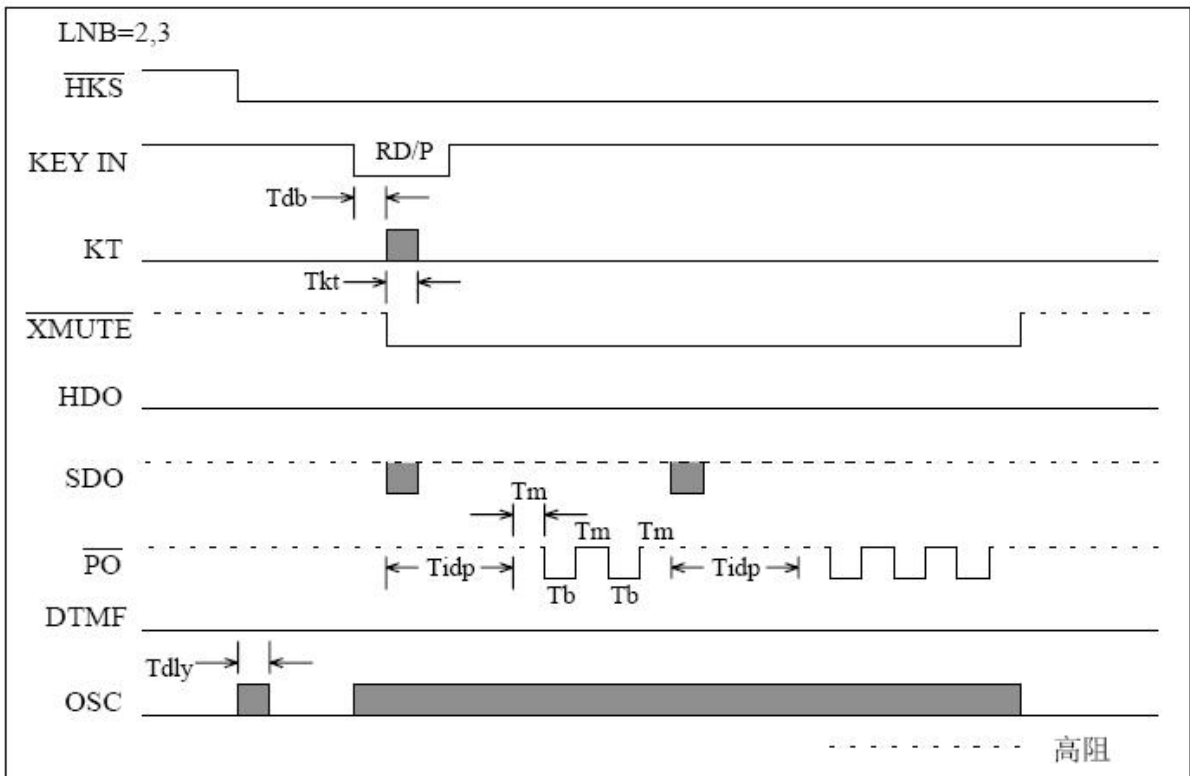 LNB=2,3
HKS
KEY IN
RD/P
Tdb
KT
Tkt
XMUTE
HDO
SDO
Tm
Tm Tm
PO
Tidp
Tidp
Tb Tb
DTMF
Tdly
OSC
高阻